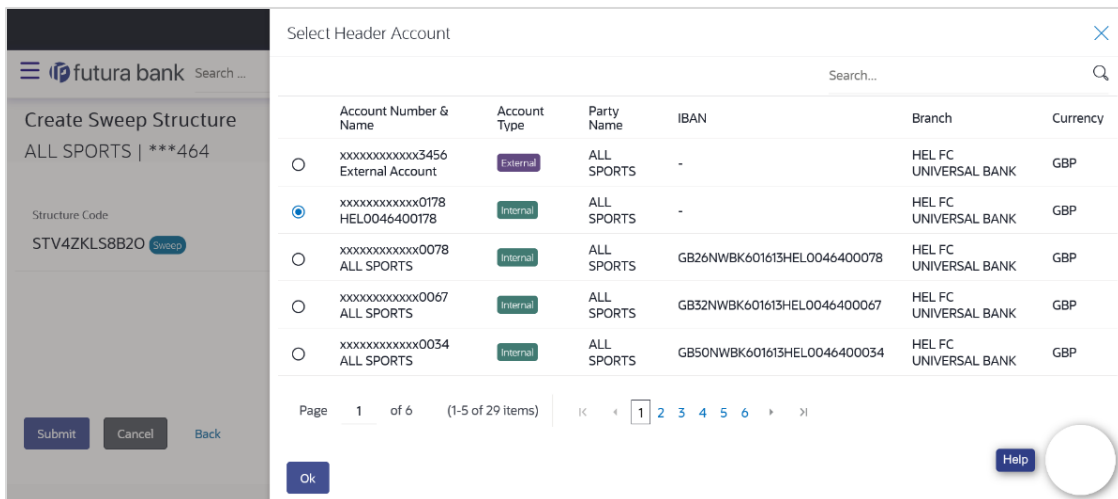 Select Header Account
futura bank Search ...
Search...
Create Sweep Structure
ALL SPORTS | ***464
Structure Code
STV4ZKLS8B2O Sweep
Submit Cancel Back
Account Number & Name Account Type Party Name IBAN Branch Currency
xxxxxxxxxxxx3456 External ALL SPORTS - HEL FC UNIVERSAL BANK GBP
External Account
xxxxxxxxxxxx0178 Internal ALL SPORTS - HEL FC UNIVERSAL BANK GBP
HEL0046400178
xxxxxxxxxxxx0078 Internal ALL SPORTS GB26NWBK601613HEL0046400078 HEL FC UNIVERSAL BANK GBP
ALL SPORTS
xxxxxxxxxxxx0067 Internal ALL SPORTS GB32NWBK601613HEL0046400067 HEL FC UNIVERSAL BANK GBP
ALL SPORTS
xxxxxxxxxxxx0034 Internal ALL SPORTS GB50NWBK601613HEL0046400034 HEL FC UNIVERSAL BANK GBP
ALL SPORTS
Page 1 of 6 (1-5 of 29 items) 1 2 3 4 5 6
Help
Ok